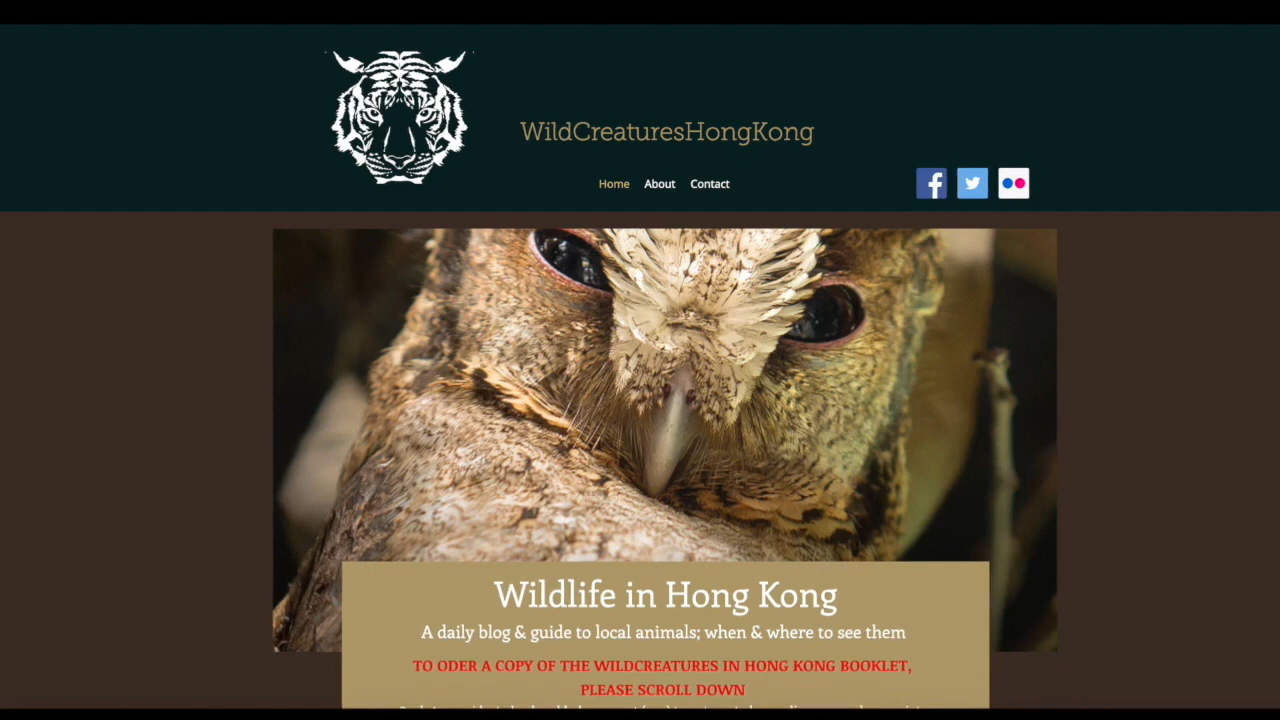 WildCreaturesHongKong
Home About Contact
Wildlife in Hong Kong
A daily blog & guide to local animals; when & where to see them
TO ODER A COPY OF THE WILDCREATURES IN HONG KONG BOOKLET,
PLEASE SCROLL DOWN